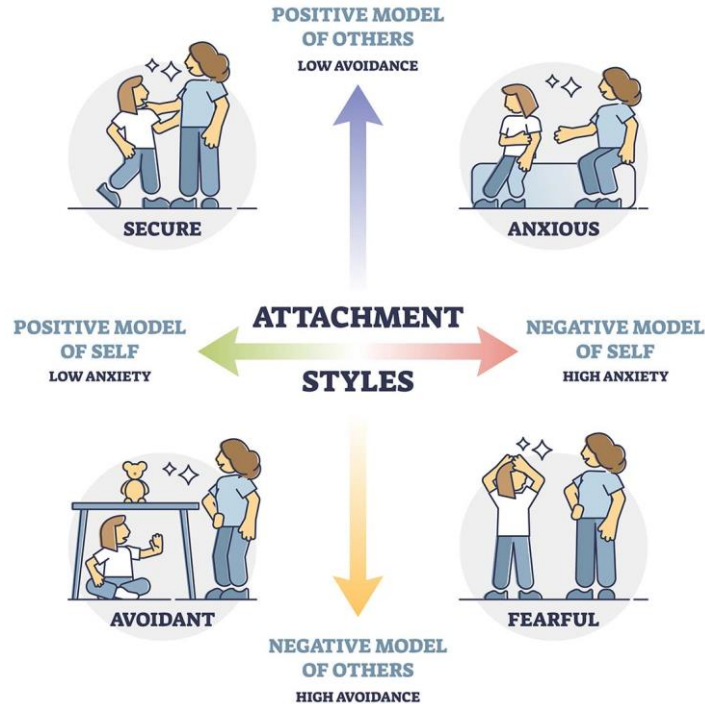 POSITIVE MODEL
OF OTHERS
LOW AVOIDANCE
SECURE
ANXIOUS
POSITIVE MODEL
OF SELF
LOW ANXIETY
ATTACHMENT
STYLES
NEGATIVE MODEL
OF SELF
HIGH ANXIETY
AVOIDANT
FEARFUL
NEGATIVE MODEL
OF OTHERS
HIGH AVOIDANCE